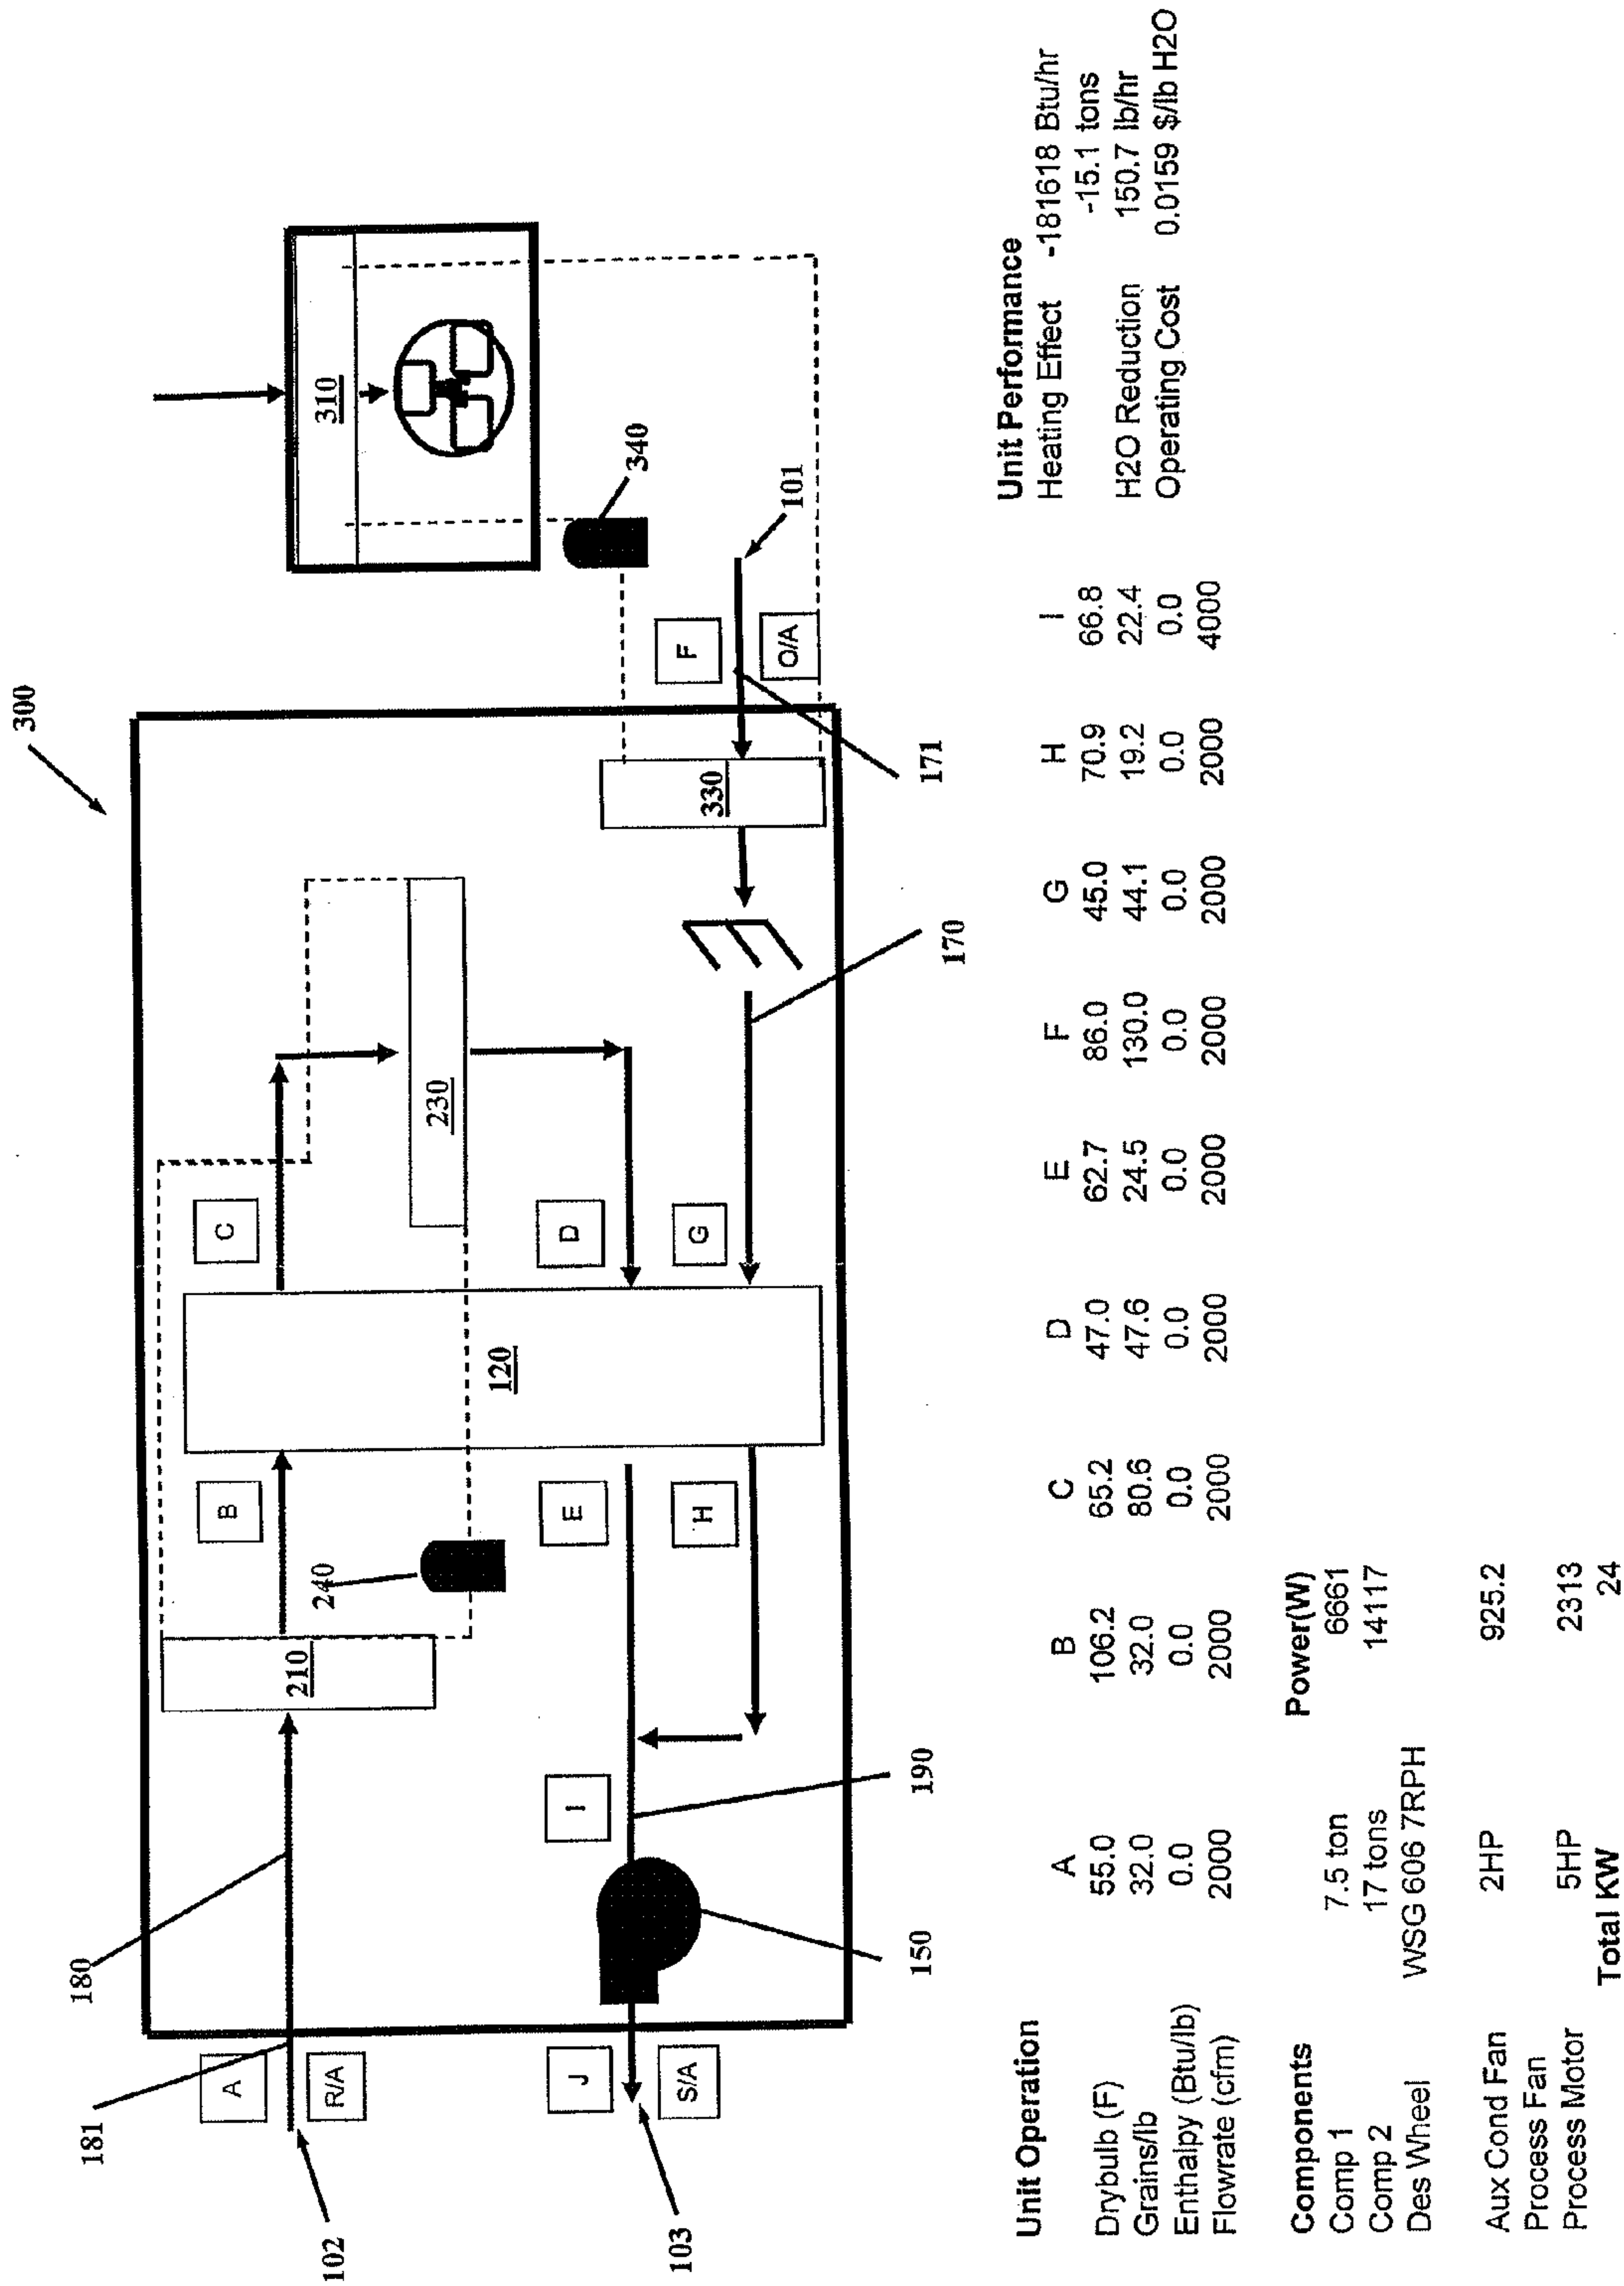 300
180
181
102
A
R/A
210
B
240
120
C
230
310
340
F
101
O/A
330
171
G
170
D
E
H
I
190
150
J
S/A
103
Unit Operation
A B C D E F G H I
Drybulb (F) 55.0 106.2 65.2 47.0 62.7 86.0 45.0 70.9 66.8
Grains/lb 32.0 32.0 80.6 47.6 24.5 130.0 44.1 19.2 22.4
Enthalpy (Btu/lb) 0.0 0.0 0.0 0.0 0.0 0.0 0.0 0.0 0.0
Flowrate (cfm) 2000 2000 2000 2000 2000 2000 2000 2000 4000
Unit Performance
Heating Effect -181618 Btu/hr
-15.1 tons
H2O Reduction 150.7 lb/hr
Operating Cost 0.0159 $/lb H2O
Components Power(W)
Comp 1 7.5 ton 6661
Comp 2 17 tons 14117
Des Wheel WSG 606 7RPH
Aux Cond Fan 2HP 925.2
Process Fan
Process Motor 5HP 2313
Total KW 24